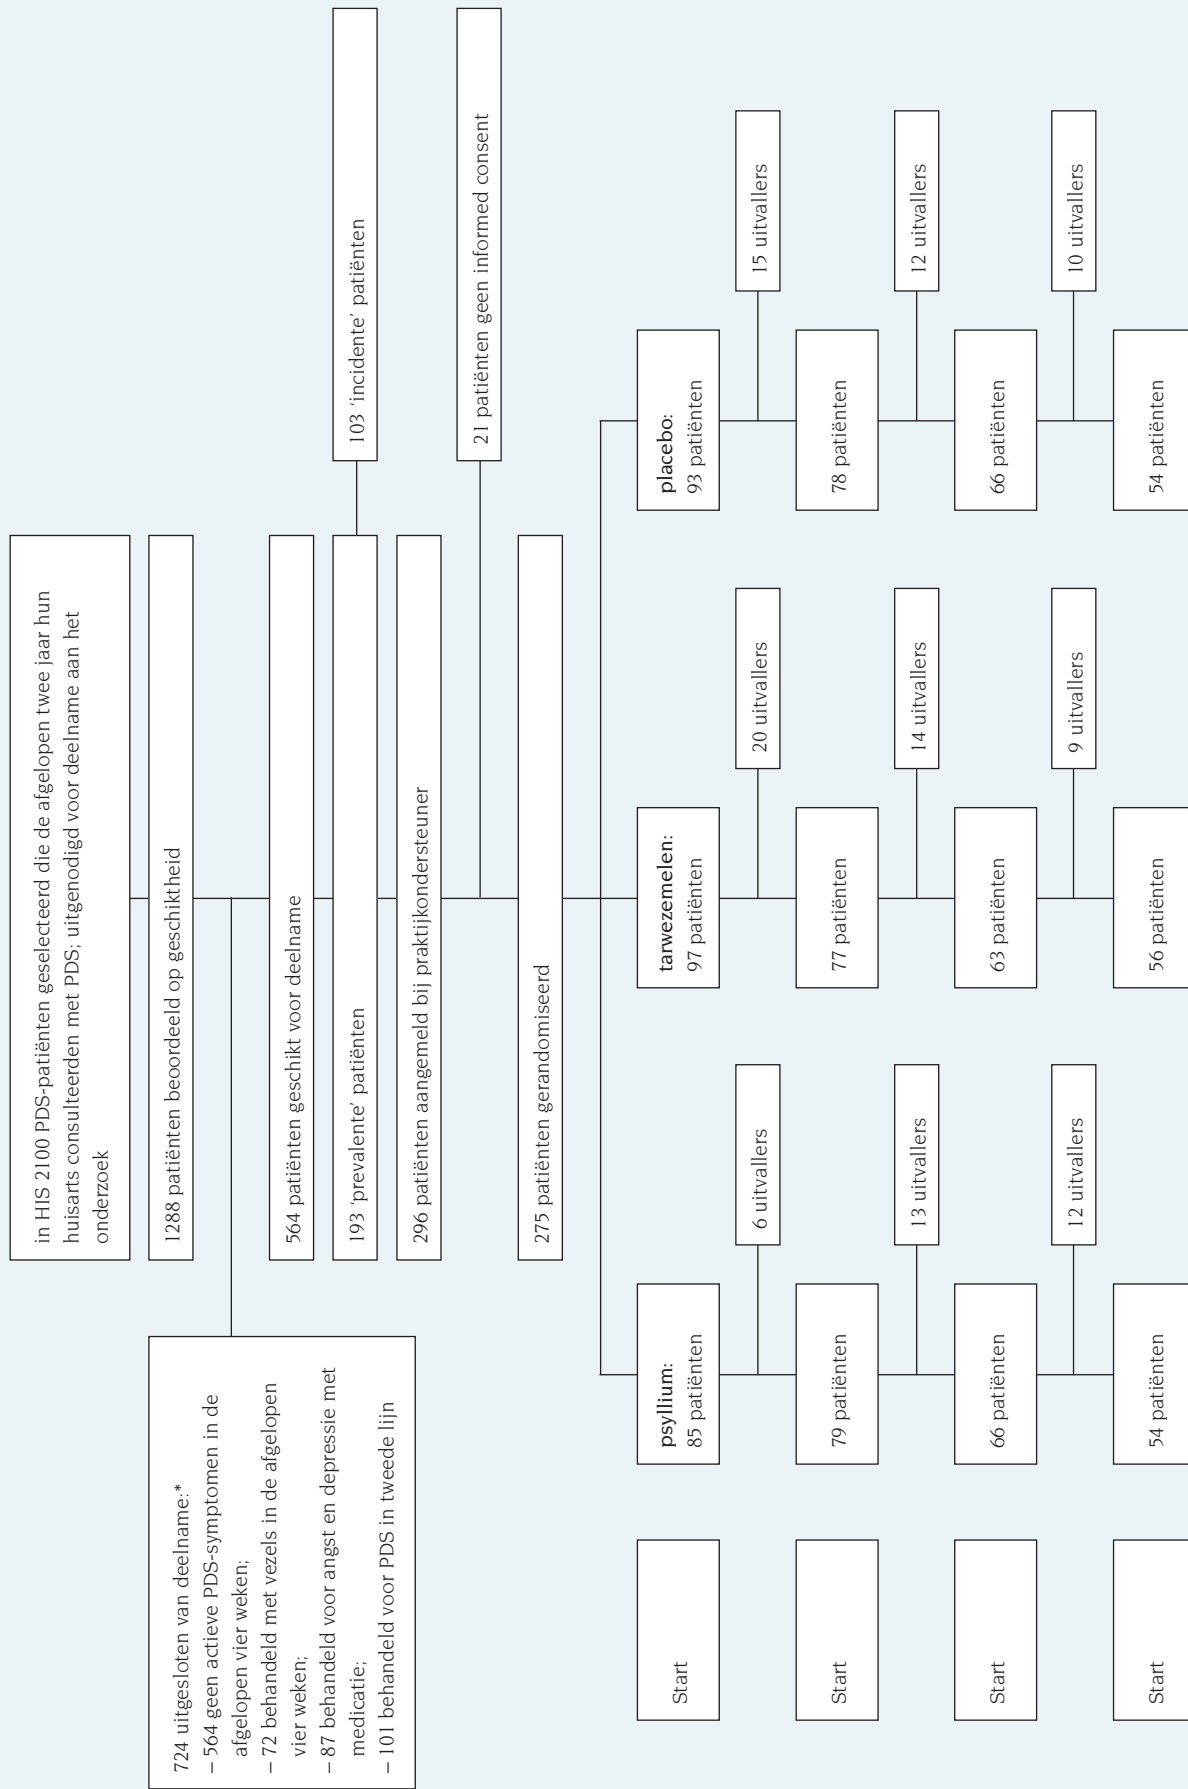 in HIS 2100 PDS-patiënten geselecteerd die de afgelopen twee jaar hun
huisarts consulteerden met PDS; uitgenodigd voor deelname aan het
onderzoek
1288 patiënten beoordeeld op geschiktheid
724 uitgesloten van deelname:*
– 564 geen actieve PDS-symptomen in de
afgelopen vier weken;
– 72 behandeld met vezels in de afgelopen
vier weken;
– 87 behandeld voor angst en depressie met
medicatie;
– 101 behandeld voor PDS in tweede lijn
564 patiënten geschikt voor deelname
193 ‘prevalente’ patiënten
103 ‘incidente’ patiënten
296 patiënten aangemeld bij praktijkondersteuner
21 patiënten geen informed consent
275 patiënten gerandomiseerd
Start
psyllium:
85 patiënten
tarwezemelen:
97 patiënten
placebo:
93 patiënten
6 uitvallers
20 uitvallers
15 uitvallers
Start
79 patiënten
77 patiënten
78 patiënten
13 uitvallers
14 uitvallers
12 uitvallers
Start
66 patiënten
63 patiënten
66 patiënten
12 uitvallers
9 uitvallers
10 uitvallers
Start
54 patiënten
56 patiënten
54 patiënten